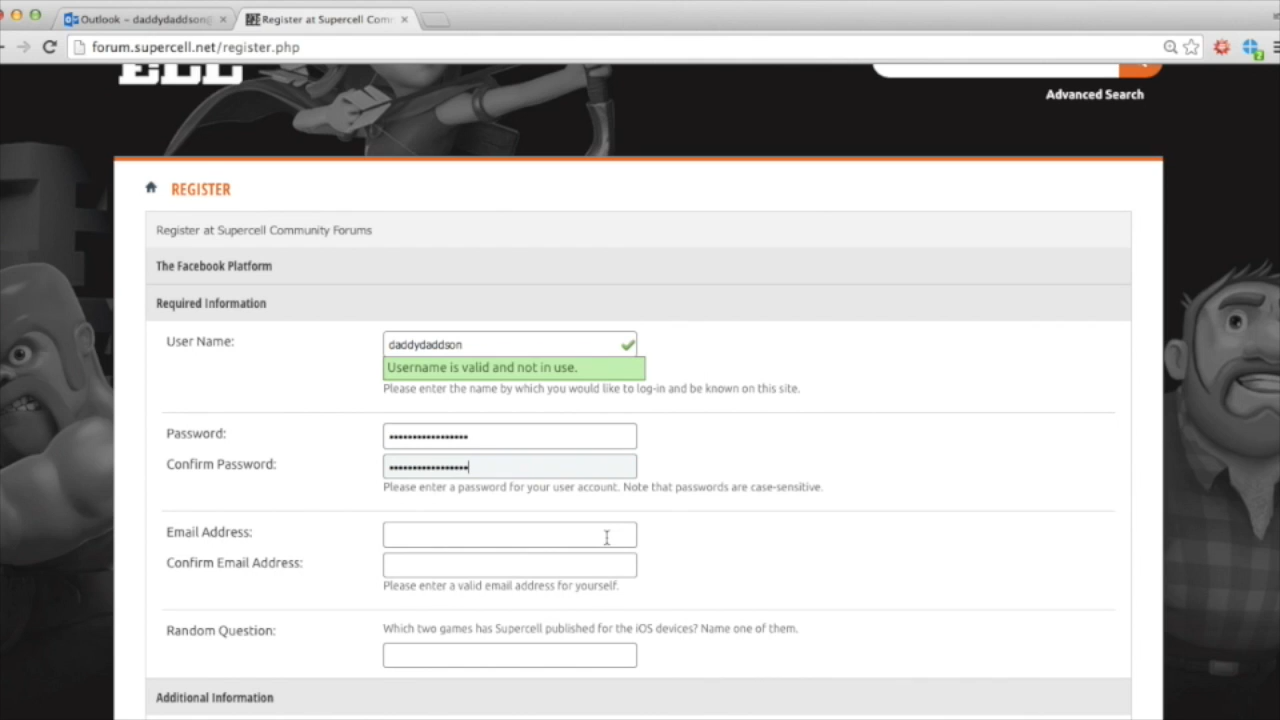 Outlook – daddydaddson@
Register at Supercell Com
forum.supercell.net/register.php
ELL
Advanced Search
REGISTER
Register at Supercell Community Forums
The Facebook Platform
Required Information
User Name:
daddydaddson
Username is valid and not in use.
Please enter the name by which you would like to log-in and be known on this site.
Password:
••••••••••••••••••
Confirm Password:
••••••••••••••••••
Please enter a password for your user account. Note that passwords are case-sensitive.
Email Address:
Confirm Email Address:
Please enter a valid email address for yourself.
Random Question:
Which two games has Supercell published for the iOS devices? Name one of them.
Additional Information